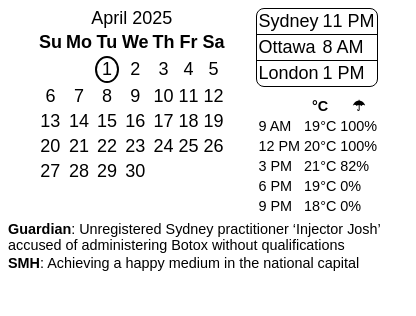 April 2025
Su Mo Tu We Th Fr Sa
1 2 3 4 5
6 7 8 9 10 11 12
13 14 15 16 17 18 19
20 21 22 23 24 25 26
27 28 29 30
Sydney 11 PM
Ottawa 8 AM
London 1 PM
°C ☂
9 AM 19°C 100%
12 PM 20°C 100%
3 PM 21°C 82%
6 PM 19°C 0%
9 PM 18°C 0%
Guardian: Unregistered Sydney practitioner ‘Injector Josh’
accused of administering Botox without qualifications
SMH: Achieving a happy medium in the national capital